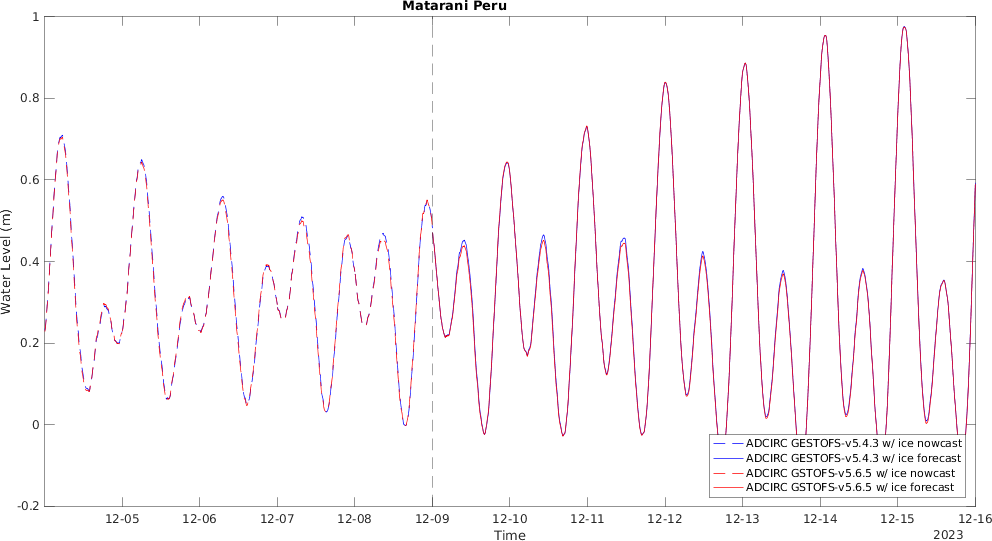 Matarani Peru
1
0.8
0.6
0.4
0.2
0
-0.2
Water Level (m)
12-05 12-06 12-07 12-08 12-09 12-10 12-11 12-12 12-13 12-14 12-15 12-16
Time
2023
ADCIRC GESTOFS-v5.4.3 w/ ice nowcast
ADCIRC GESTOFS-v5.4.3 w/ ice forecast
ADCIRC GSTOFS-v5.6.5 w/ ice nowcast
ADCIRC GSTOFS-v5.6.5 w/ ice forecast